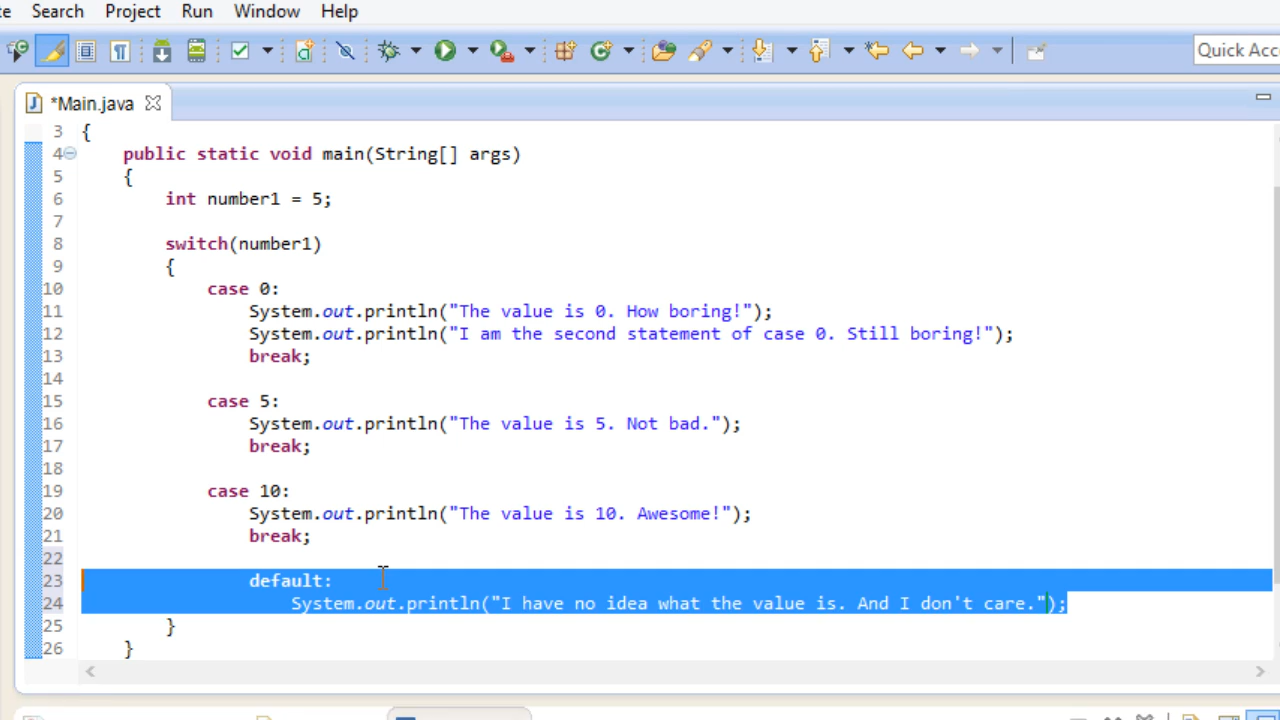 Search Project Run Window Help
Quick Acc
*Main.java
3 {
4 public static void main(String[] args)
5 {
6 int number1 = 5;
7
8 switch(number1)
9 {
10 case 0:
11 System.out.println("The value is 0. How boring!");
12 System.out.println("I am the second statement of case 0. Still boring!");
13 break;
14
15 case 5:
16 System.out.println("The value is 5. Not bad.");
17 break;
18
19 case 10:
20 System.out.println("The value is 10. Awesome!");
21 break;
22
23 default:
24 System.out.println("I have no idea what the value is. And I don't care.");
25 }
26 }